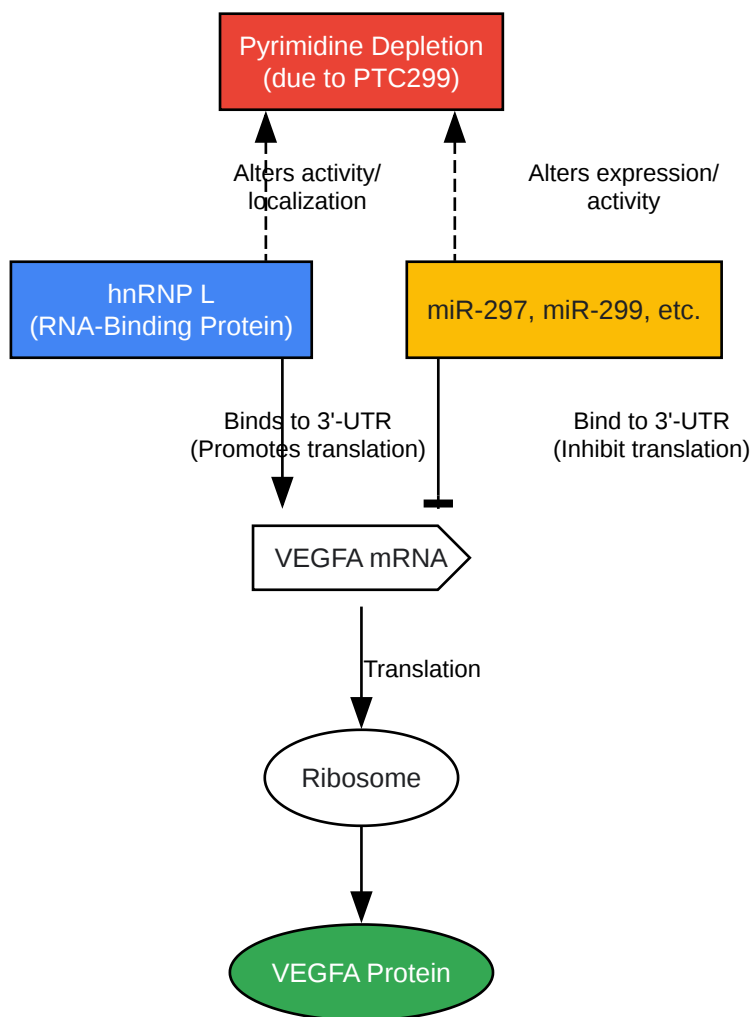 Pyrimidine Depletion
(due to PTC299)
Alters activity/
localization
Alters expression/
activity
hnRNP L
(RNA-Binding Protein)
miR-297, miR-299, etc.
Binds to 3'-UTR
(Promotes translation)
Bind to 3'-UTR
(Inhibit translation)
VEGFA mRNA
Translation
Ribosome
VEGFA Protein